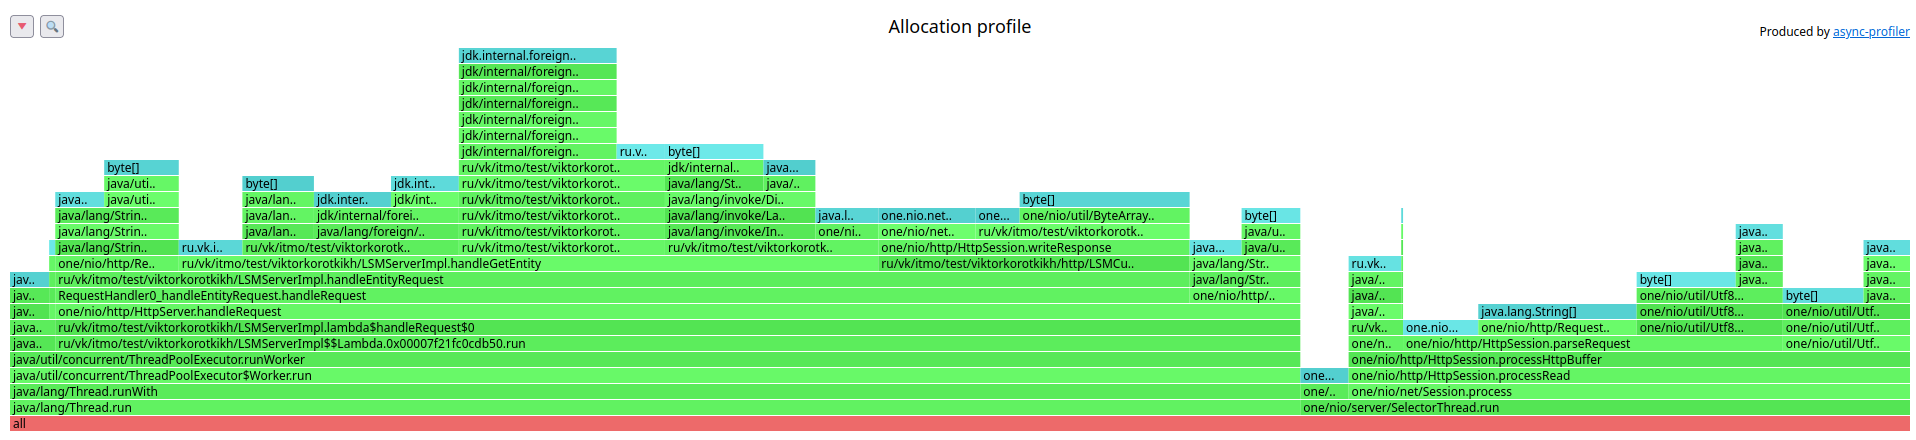 Allocation profile
Produced by async-profiler
jdk.internal.foreign..
jdk/internal/foreign..
jdk/internal/foreign..
jdk/internal/foreign..
jdk/internal/foreign..
jdk/internal/foreign..
jdk/internal/foreign.. ru.v.. byte[]
byte[] ru/vk/itmo/test/viktorkorot.. jdk/internal.. java...
java/uti.. byte[] jdk.int.. ru/vk/itmo/test/viktorkorot.. java/lang/St.. java/..
java.. java/uti.. java/lan.. jdk.inter.. jdk/int.. ru/vk/itmo/test/viktorkorot.. java/lang/invoke/Di.. byte[]
java/lang/Strin.. java/lan.. jdk/internal/forei.. ru/vk/itmo/test/viktorkorot.. java/lang/invoke/La.. java.l.. one.nio.net.. one... one/nio/util/ByteArray.. byte[]
java/lang/Strin.. java/lan.. java/lang/foreign/.. ru/vk/itmo/test/viktorkorot.. java/lang/invoke/In.. one/ni.. one/nio/net.. ru/vk/itmo/test/viktorkorotk.. java/u.. java..
java/lang/Strin.. ru.vk.i.. ru/vk/itmo/test/viktorkorotk.. ru/vk/itmo/test/viktorkorot.. ru/vk/itmo/test/viktorkorotk.. one/nio/http/HttpSession.writeResponse java... java/u.. java.. java..
one/nio/http/Re.. ru/vk/itmo/test/viktorkorotkikh/LSMServerImpl.handleGetEntity ru/vk/itmo/test/viktorkorotkikh/http/LSMCu.. java/lang/Str.. ru.vk.. java.. java..
jav.. ru/vk/itmo/test/viktorkorotkikh/LSMServerImpl.handleEntityRequest java/lang/Str.. java/.. byte[] java.. java..
jav.. RequestHandler0_handleEntityRequest.handleRequest one/nio/http/.. java/.. one/nio/util/Utf8... byte[] java..
jav.. one/nio/http/HttpServer.handleRequest java/.. java.lang.String[] one/nio/util/Utf8... one/nio/util/Utf..
java.. ru/vk/itmo/test/viktorkorotkikh/LSMServerImpl.lambda$handleRequest$0 ru/vk.. one.nio... one/nio/http/Request.. one/nio/util/Utf8... one/nio/util/Utf..
java.. ru/vk/itmo/test/viktorkorotkikh/LSMServerImpl$$Lambda.0x00007f21fc0cdb50.run one/n.. one/nio/http/HttpSession.parseRequest one/nio/util/Utf..
java/util/concurrent/ThreadPoolExecutor.runWorker one/nio/http/HttpSession.processHttpBuffer
java/util/concurrent/ThreadPoolExecutor$Worker.run one... one/nio/http/HttpSession.processRead
java/lang/Thread.runWith one/.. one/nio/net/Session.process
java/lang/Thread.run one/nio/server/SelectorThread.run
all